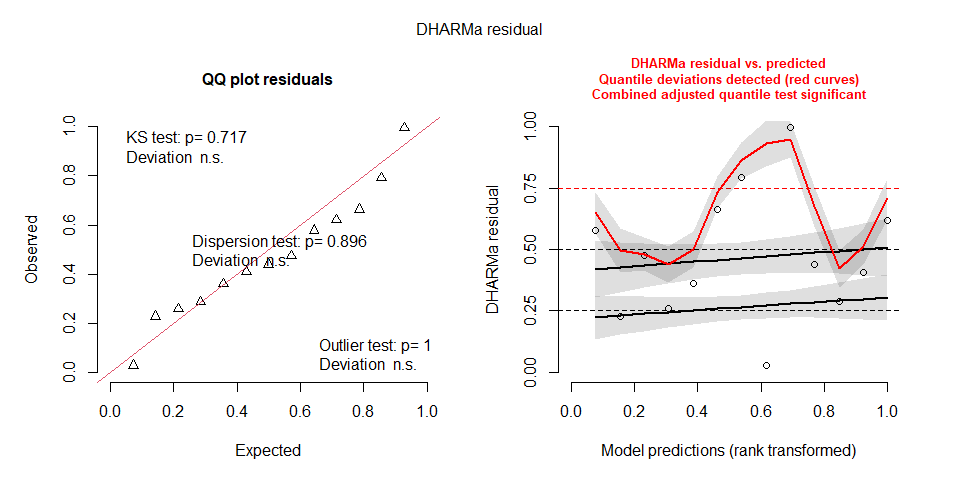 DHARMa residual
QQ plot residuals
KS test: p= 0.717
Deviation n.s.
Dispersion test: p= 0.896
Deviation n.s.
Outlier test: p= 1
Deviation n.s.
Observed
0.0 0.2 0.4 0.6 0.8 1.0
0.0 0.2 0.4 0.6 0.8 1.0
Expected
DHARMa residual vs. predicted
Quantile deviations detected (red curves)
Combined adjusted quantile test significant
DHARMa residual
0.00 0.25 0.50 0.75 1.00
0.0 0.2 0.4 0.6 0.8 1.0
Model predictions (rank transformed)